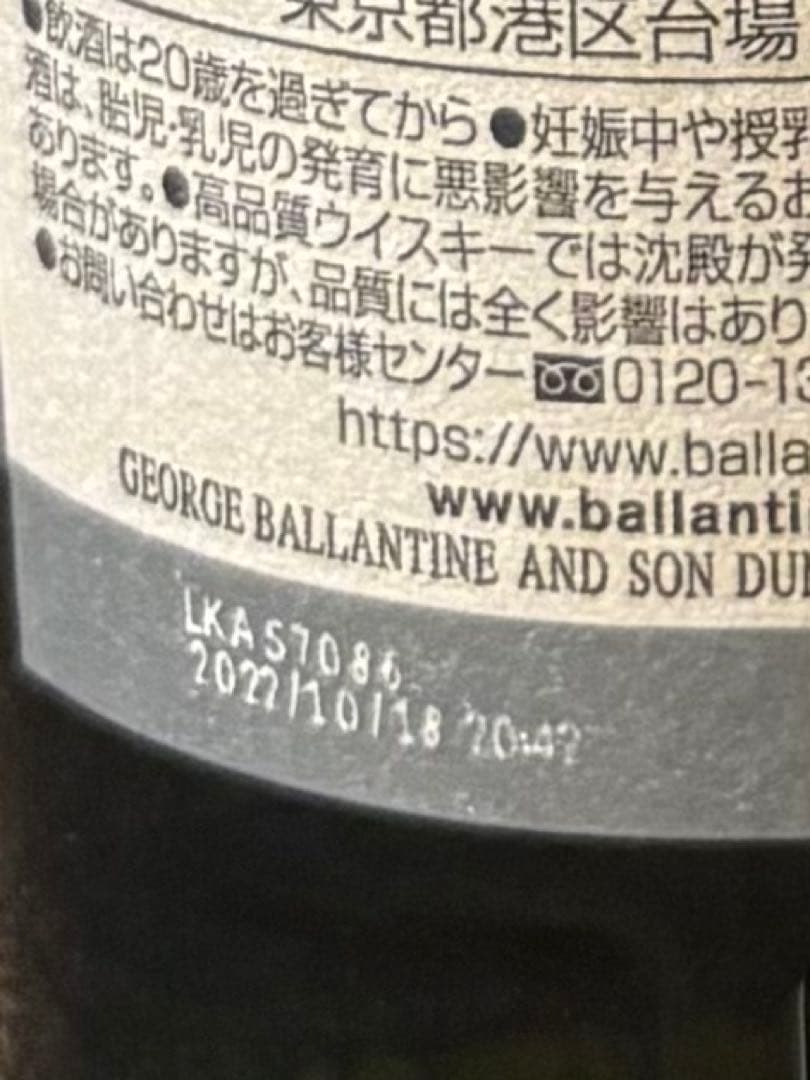 東京都港区台場
●飲酒は20歳を過ぎてから●妊娠中や授乳
酒は、胎児・乳児の発育に悪影響を与えるお
あります。●高品質ウイスキーでは沈殿が発
場合がありますが、品質には全く影響はあり
●お問い合わせはお客様センター 0120-13
https://www.balla
www.ballanti
GEORGE BALLANTINE AND SON DU
LKAS7086
2022/10/18 20:42